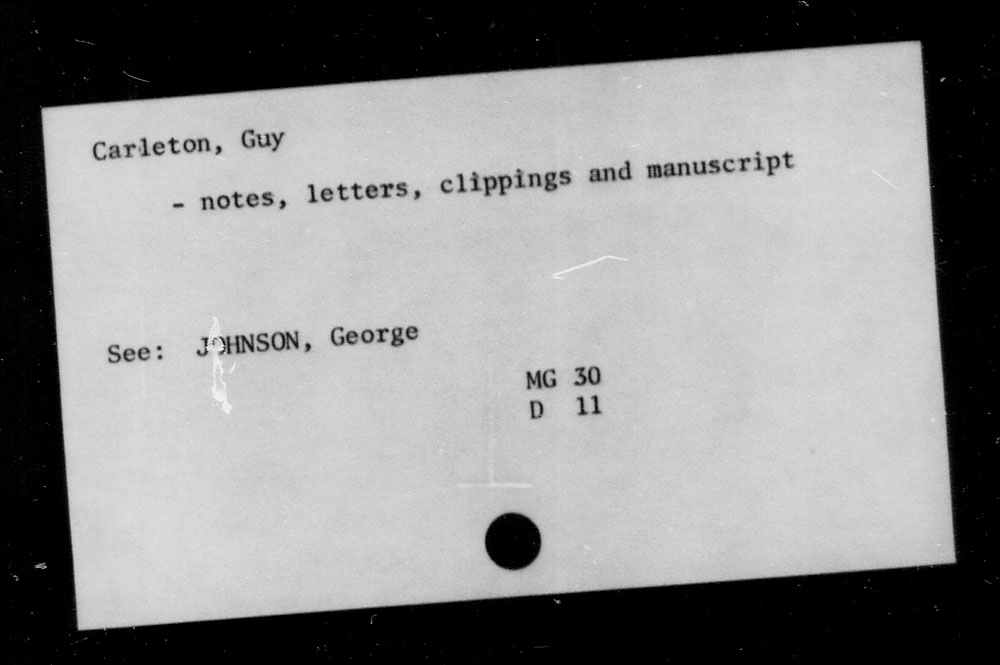 Carleton, Guy
- notes, letters, clippings and manuscript
See: JOHNSON, George
MG 30
D 11